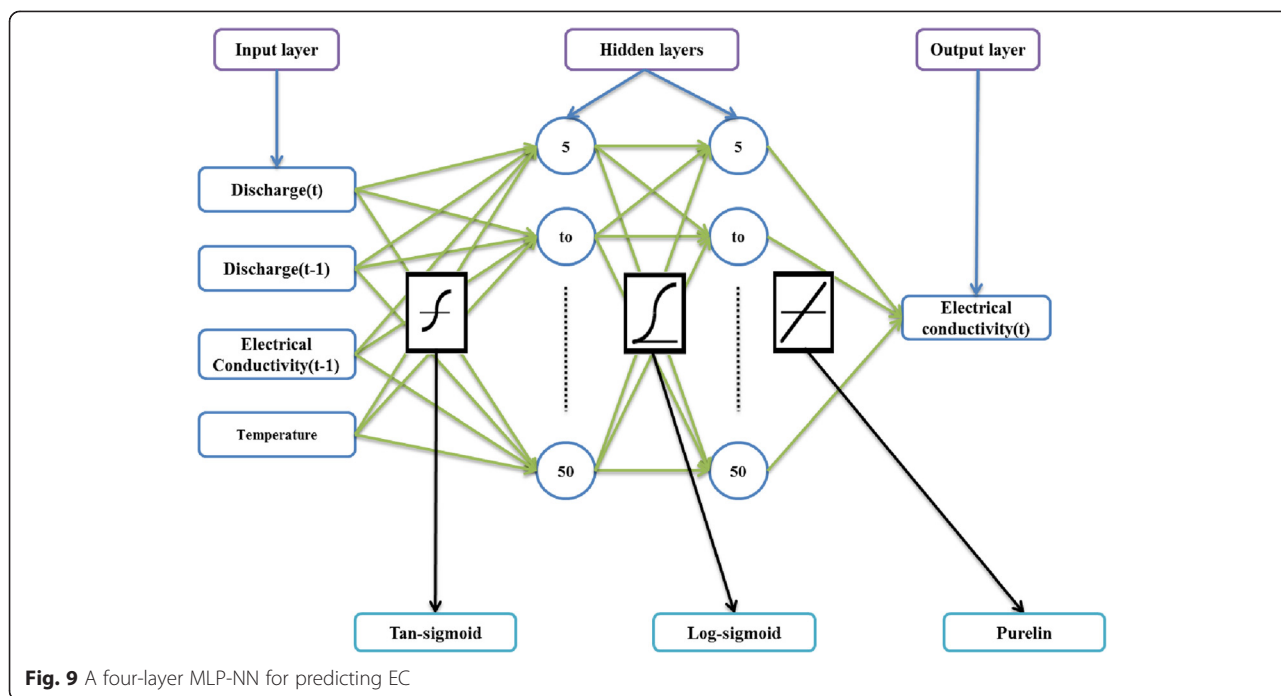 Input layer
Hidden layers
Output layer
Discharge(t)
Discharge(t-1)
Electrical
Conductivity(t-1)
Temperature
5
to
50
5
to
50
Electrical
conductivity(t)
Tan-sigmoid
Log-sigmoid
Purelin
Fig. 9 A four-layer MLP-NN for predicting EC